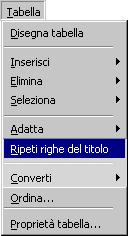 Tabella
Disegna tabella
Inserisci
Elimina
Seleziona
Adatta
Ripeti righe del titolo
Converti
Ordina...
Proprietà tabella...